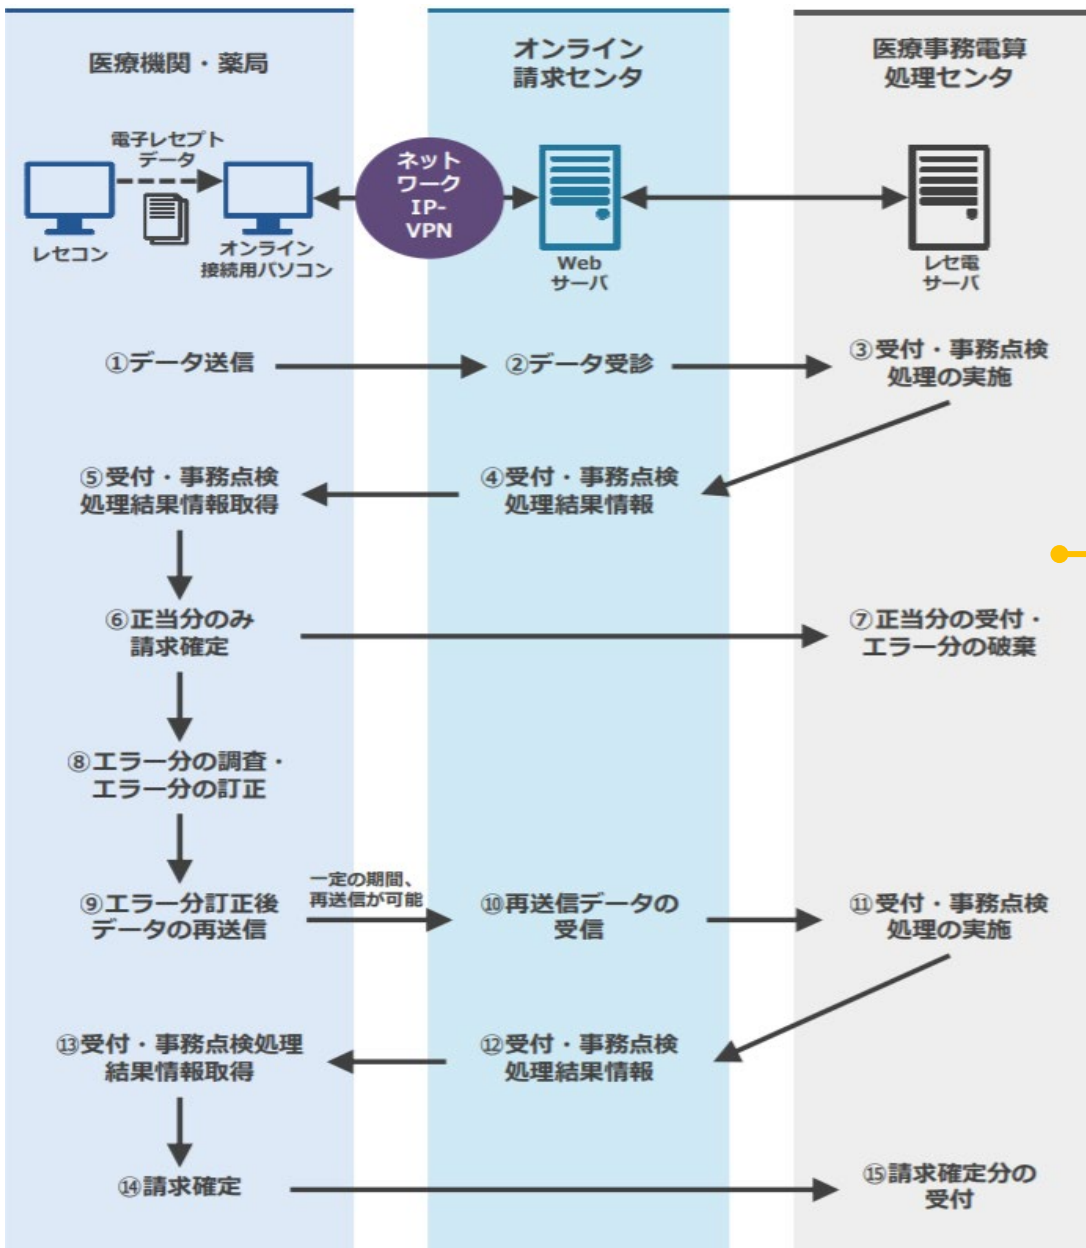 医療機関・薬局
オンライン
請求センタ
医療事務電算
処理センタ
電子レセプト
データ
レセコン
オンライン
接続用パソコン
ネット
ワーク
IP-
VPN
Web
サーバ
レセ電
サーバ
①データ送信
②データ受診
③受付・事務点検
処理の実施
⑤受付・事務点検
処理結果情報取得
④受付・事務点検
処理結果情報
⑥正当分のみ
請求確定
⑦正当分の受付・
エラー分の破棄
⑧エラー分の調査・
エラー分の訂正
⑨エラー分訂正後
データの再送信
一定の期間、
再送信が可能
⑩再送信データの
受信
⑪受付・事務点検
処理の実施
⑬受付・事務点検処理
結果情報取得
⑫受付・事務点検
処理結果情報
⑭請求確定
⑮請求確定分の
受付